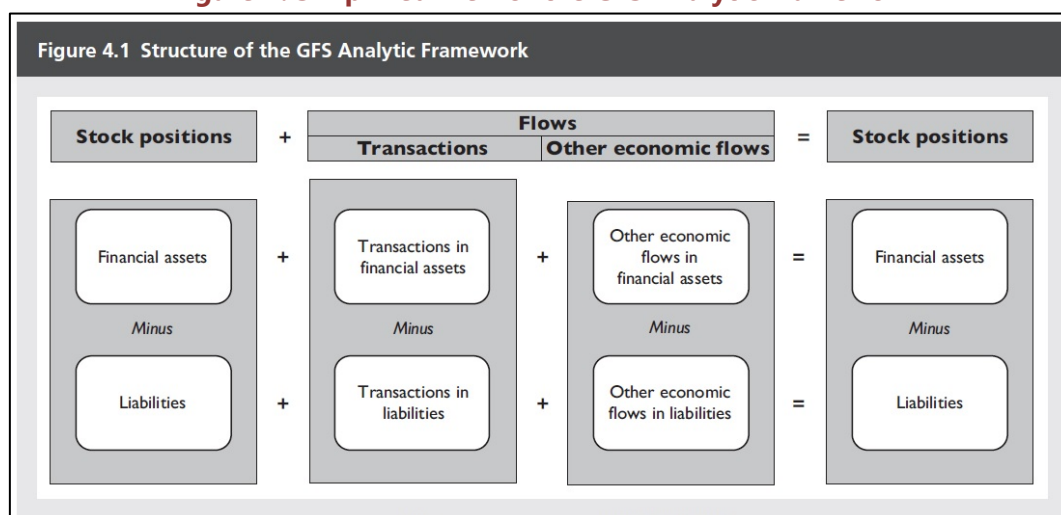 Figure 4.1 Structure of the GFS Analytic Framework
Stock positions + Flows = Stock positions
Transactions Other economic flows
Financial assets + Transactions in financial assets + Other economic flows in financial assets = Financial assets
Minus Minus Minus Minus
Liabilities + Transactions in liabilities + Other economic flows in liabilities = Liabilities